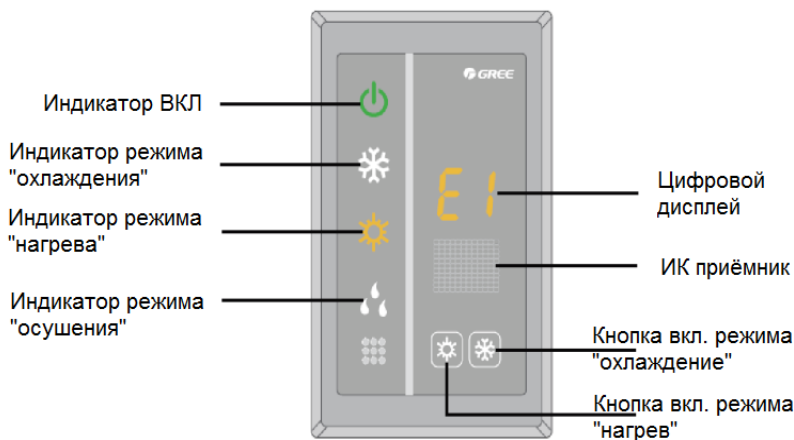 GREE
Индикатор ВКЛ
Индикатор режима
"охлаждения"
Индикатор режима
"нагрева"
Индикатор режима
"осушения"
E1
Цифровой
дисплей
ИК приёмник
Кнопка вкл. режима
"охлаждение"
Кнопка вкл. режима
"нагрев"